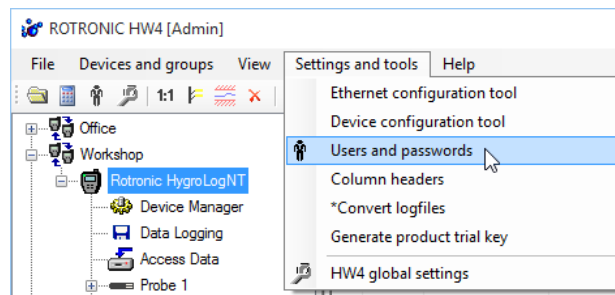 ROTRONIC HW4 [Admin]
File Devices and groups View Settings and tools Help
1:1
Office
Workshop
Rotronic HygroLogNT
Device Manager
Data Logging
Access Data
Probe 1
Ethernet configuration tool
Device configuration tool
Users and passwords
Column headers
*Convert logfiles
Generate product trial key
HW4 global settings